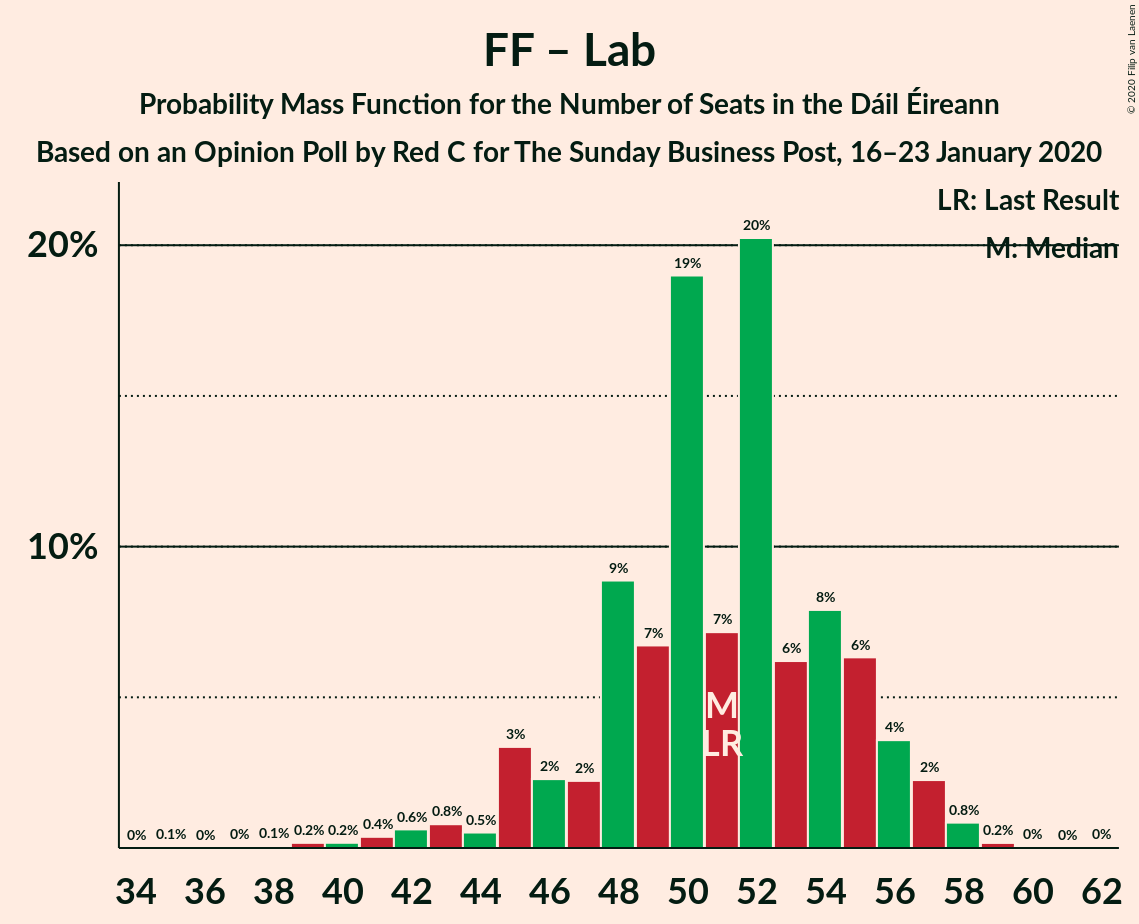 FF – Lab
Probability Mass Function for the Number of Seats in the Dáil Éireann
Based on an Opinion Poll by Red C for The Sunday Business Post, 16–23 January 2020
© 2020 Filip van Laenen
LR: Last Result
M: Median
20%
10%
0% 0.1% 0% 0% 0.1% 0.2% 0.2% 0.4% 0.6% 0.8% 0.5% 3% 2% 2% 9% 7% 19% 7% 20% 6% 8% 6% 4% 2% 0.8% 0.2% 0% 0% 0%
M
LR
34 36 38 40 42 44 46 48 50 52 54 56 58 60 62